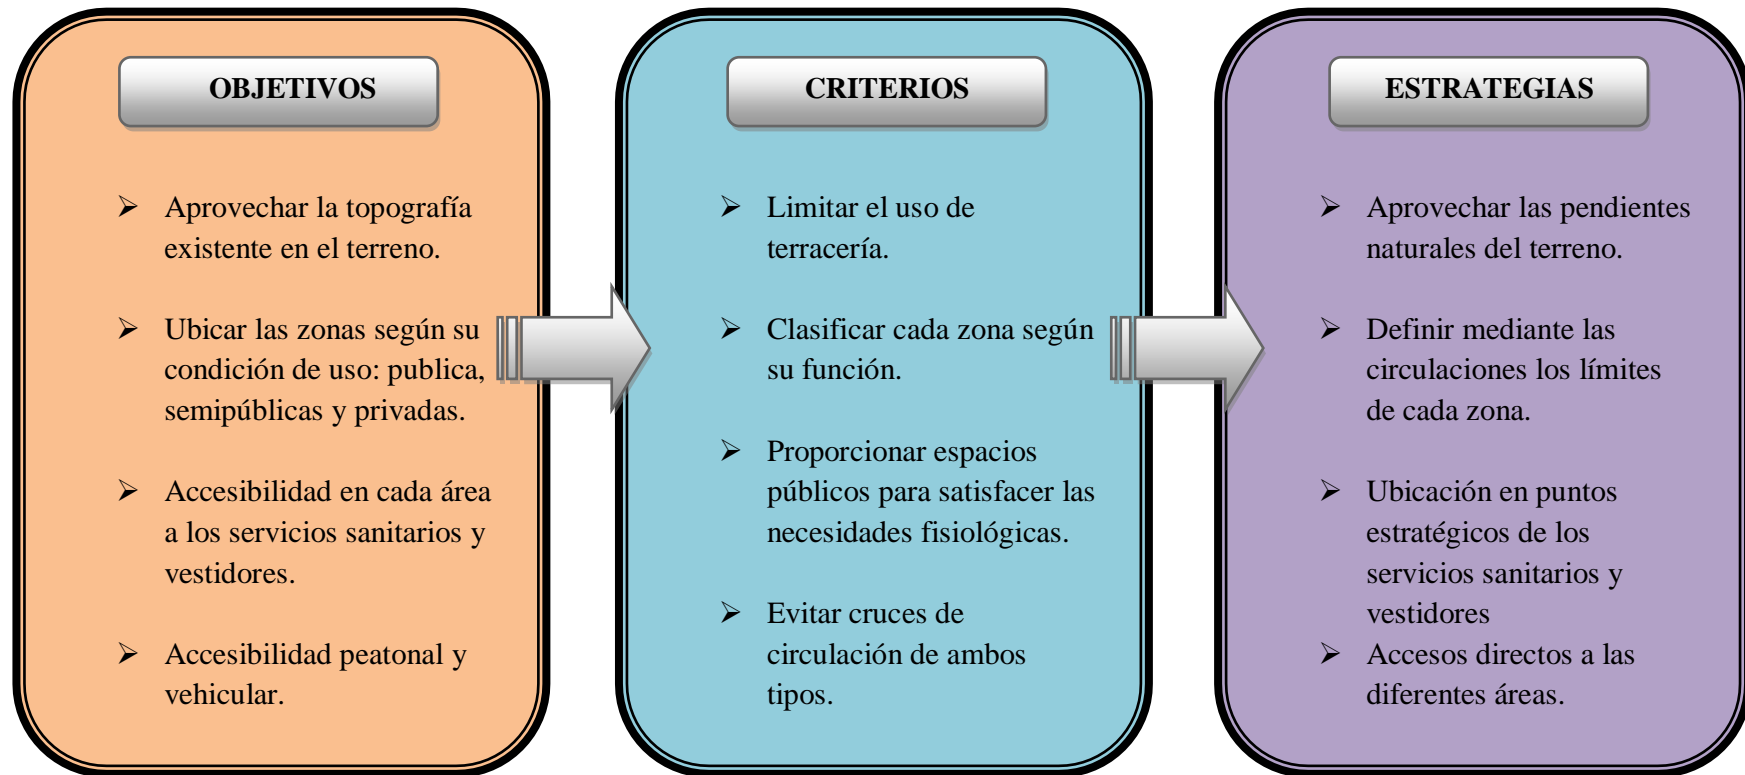 OBJETIVOS
➢ Aprovechar la topografía
existente en el terreno.
➢ Ubicar las zonas según su
condición de uso: publica,
semipúblicas y privadas.
➢ Accesibilidad en cada área
a los servicios sanitarios y
vestidores.
➢ Accesibilidad peatonal y
vehicular.
CRITERIOS
➢ Limitar el uso de
terracería.
➢ Clasificar cada zona según
su función.
➢ Proporcionar espacios
públicos para satisfacer las
necesidades fisiológicas.
➢ Evitar cruces de
circulación de ambos
tipos.
ESTRATEGIAS
➢ Aprovechar las pendientes
naturales del terreno.
➢ Definir mediante las
circulaciones los límites
de cada zona.
➢ Ubicación en puntos
estratégicos de los
servicios sanitarios y
vestidores
➢ Accesos directos a las
diferentes áreas.